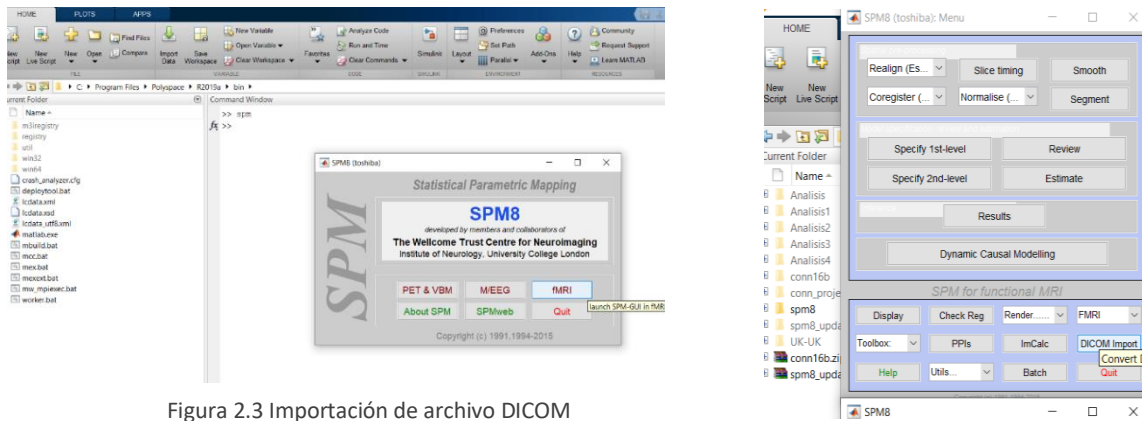 HOME PLOTS APPS
New Variable Analyze Code Preferences Community
Find Files Open Variable Run and Time Set Path Request Support
New Script New Live Script New Open Compare Import Data Save Workspace Clear Workspace Favorites Clear Commands Simulink Layout Parallel Add-Ons Help Learn MATLAB
FILE VARIABLE CODE SIMULINK ENVIRONMENT RESOURCES
C: Program Files Polyspace R2019a bin
Current Folder
Name
m3iregistry
registry
util
win32
win64
crash_analyzer.cfg
deploytool.bat
lcdata.xml
lcdata.xsd
lcdata_utf8.xml
matlab.exe
mbuild.bat
mcc.bat
mex.bat
mexext.bat
mw_mpiexec.bat
worker.bat
Command Window
>> spm
fx >>
SPM8 (toshiba)
SPM
Statistical Parametric Mapping
SPM8
developed by members and collaborators of
The Wellcome Trust Centre for Neuroimaging
Institute of Neurology, University College London
PET & VBM M/EEG fMRI
launch SPM-GUI in fMR
About SPM SPMweb Quit
Copyright (c) 1991,1994-2015
Figura 2.3 Importación de archivo DICOM
HOME
New Script New Live Script
Current Folder
Name
Analisis
Analisis1
Analisis2
Analisis3
Analisis4
conn16b
conn_proje
spm8
spm8_upda
UK-UK
conn16b.zi
spm8_upda
SPM8 (toshiba): Menu
Realign (Es... Slice timing Smooth
Coregister (... Normalise (... Segment
Specify 1st-level Review
Specify 2nd-level Estimate
Results
Dynamic Causal Modelling
SPM for functional MRI
Display Check Reg Render... FMRI
Toolbox: PPIs ImCalc DICOM Import
Convert
Help Utils... Batch Quit
SPM8